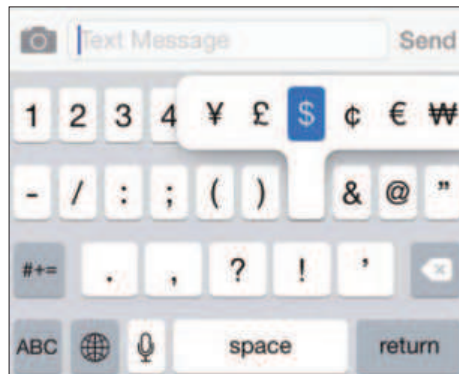 Text Message Send
1 2 3 4 ¥ £ $ ¢ € ₩
- / : ; ( ) & @ "
#+= . , ? ! '
ABC space return